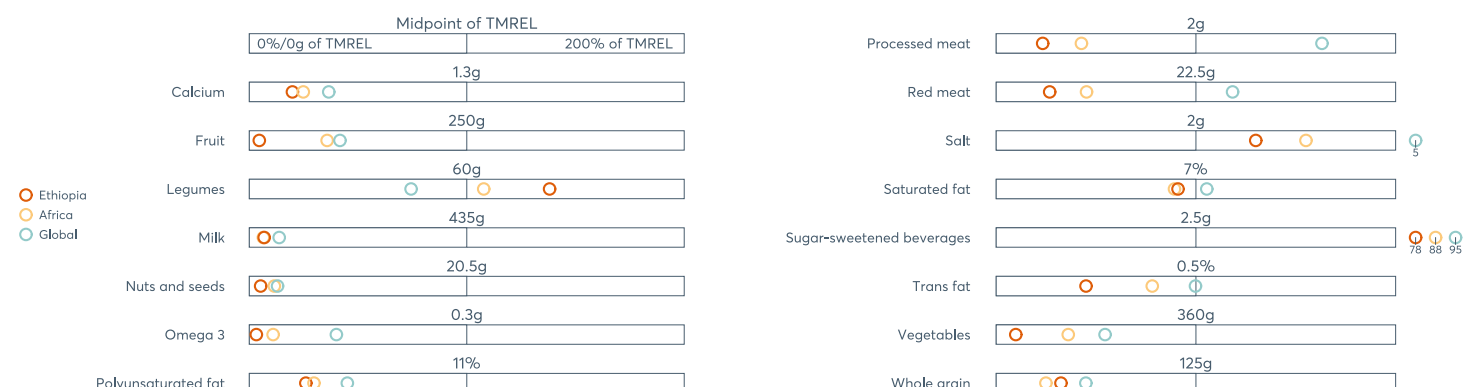 Midpoint of TMREL
0%/0g of TMREL 200% of TMREL
1.3g
Calcium
250g
Fruit
60g
Legumes
435g
Milk
20.5g
Nuts and seeds
0.3g
Omega 3
11%
Polyunsaturated fat
Ethiopia
Africa
Global
2g
Processed meat
22.5g
Red meat
2g
Salt
5
7%
Saturated fat
2.5g
Sugar-sweetened beverages
78 88 95
0.5%
Trans fat
360g
Vegetables
125g
Whole grain